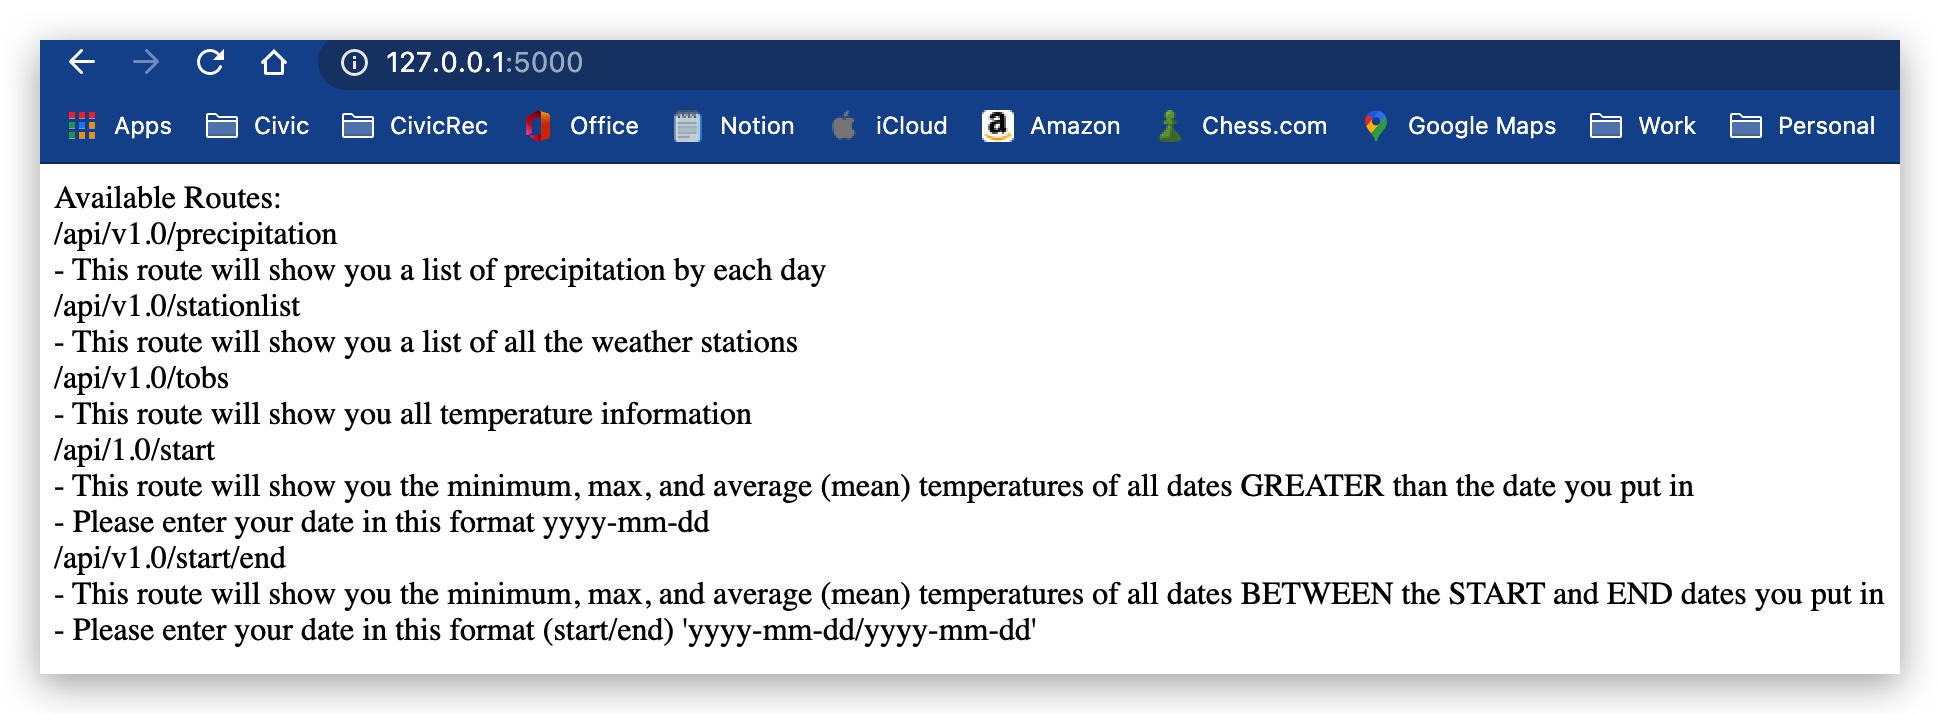 127.0.0.1:5000
Apps Civic CivicRec Office Notion iCloud Amazon Chess.com Google Maps Work Personal
Available Routes:
/api/v1.0/precipitation
- This route will show you a list of precipitation by each day
/api/v1.0/stationlist
- This route will show you a list of all the weather stations
/api/v1.0/tobs
- This route will show you all temperature information
/api/1.0/start
- This route will show you the minimum, max, and average (mean) temperatures of all dates GREATER than the date you put in
- Please enter your date in this format yyyy-mm-dd
/api/v1.0/start/end
- This route will show you the minimum, max, and average (mean) temperatures of all dates BETWEEN the START and END dates you put in
- Please enter your date in this format (start/end) 'yyyy-mm-dd/yyyy-mm-dd'